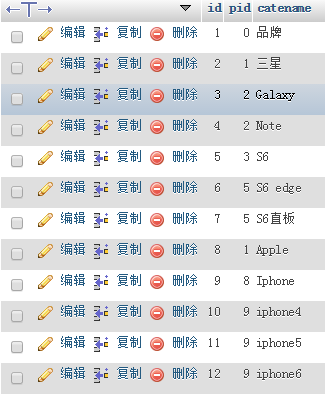 id pid catename
编辑 复制 删除 1 0 品牌
编辑 复制 删除 2 1 三星
编辑 复制 删除 3 2 Galaxy
编辑 复制 删除 4 2 Note
编辑 复制 删除 5 3 S6
编辑 复制 删除 6 5 S6 edge
编辑 复制 删除 7 5 S6直板
编辑 复制 删除 8 1 Apple
编辑 复制 删除 9 8 Iphone
编辑 复制 删除 10 9 iphone4
编辑 复制 删除 11 9 iphone5
编辑 复制 删除 12 9 iphone6